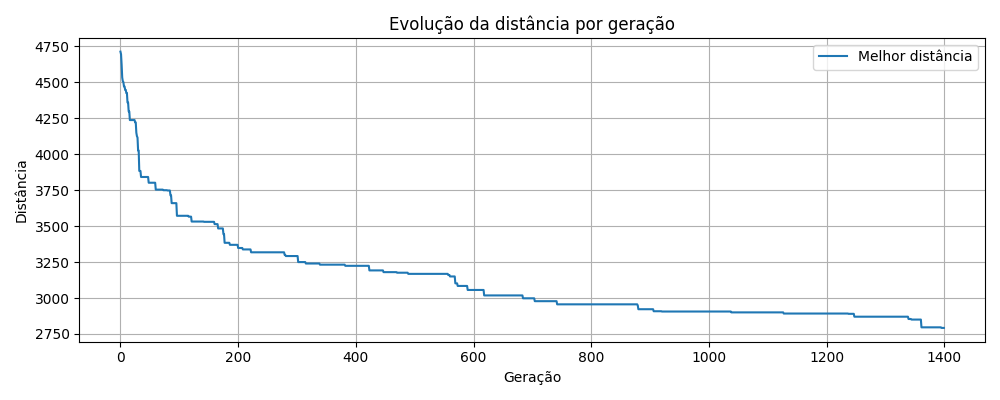 Evolução da distância por geração
Melhor distância
Distância
4750
4500
4250
4000
3750
3500
3250
3000
2750
0 200 400 600 800 1000 1200 1400
Geração